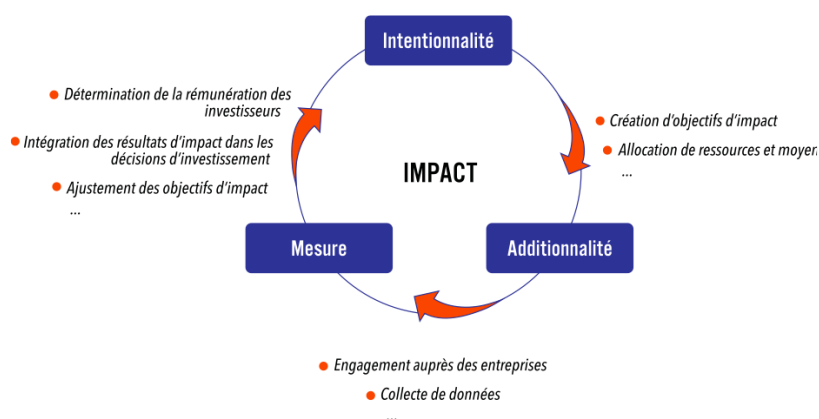 Intentionnalité
● Détermination de la rémunération des
investisseurs
● Intégration des résultats d'impact dans les
décisions d'investissement
● Ajustement des objectifs d'impact
...
● Création d'objectifs d'impact
● Allocation de ressources et moyen
...
IMPACT
Mesure
Additionnalité
● Engagement auprès des entreprises
● Collecte de données
...